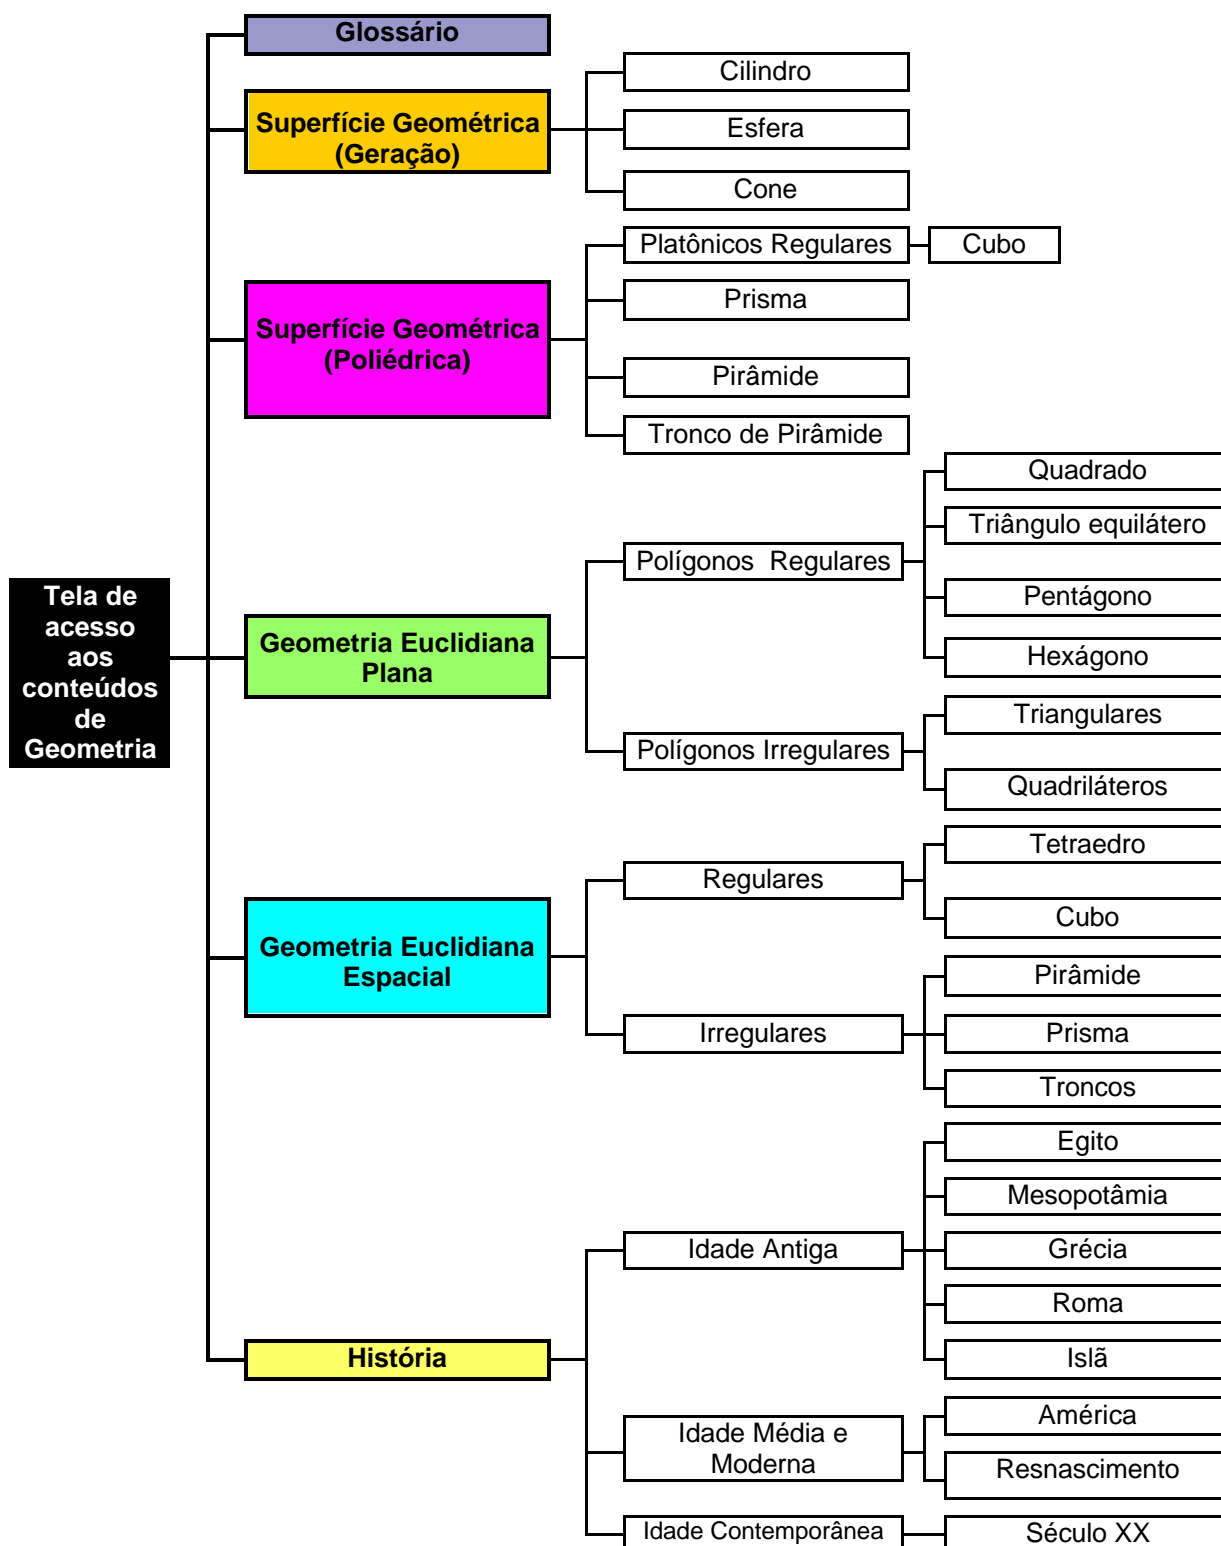 Glossário
Superfície Geométrica
(Geração)
Cilindro
Esfera
Cone
Superfície Geométrica
(Poliédrica)
Platônicos Regulares
Cubo
Prisma
Pirâmide
Tronco de Pirâmide
Tela de
acesso
aos
conteúdos
de
Geometria
Geometria Euclidiana
Plana
Polígonos Regulares
Quadrado
Triângulo equilátero
Pentágono
Hexágono
Polígonos Irregulares
Triangulares
Quadriláteros
Geometria Euclidiana
Espacial
Regulares
Tetraedro
Cubo
Irregulares
Pirâmide
Prisma
Troncos
História
Idade Antiga
Egito
Mesopotâmia
Grécia
Roma
Islã
Idade Média e
Moderna
América
Resnascimento
Idade Contemporânea
Século XX